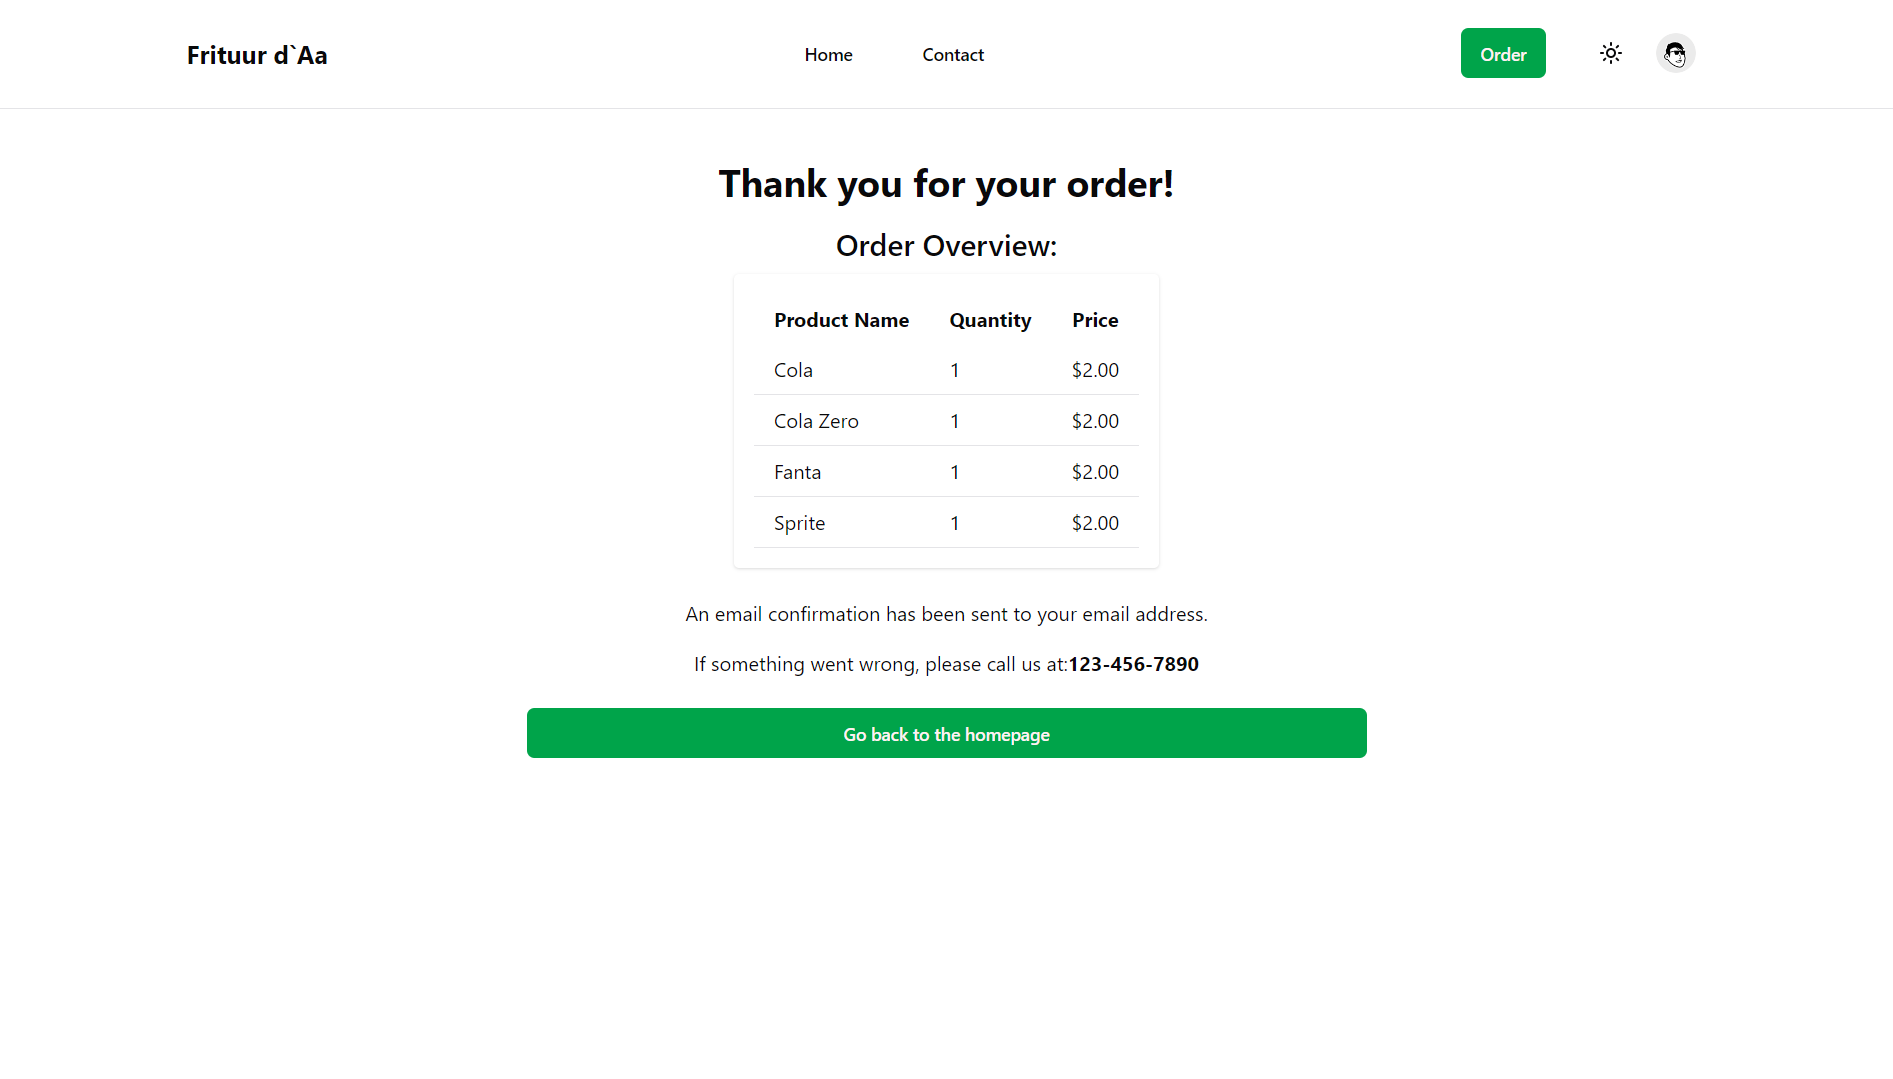 Frituur d`Aa
Home
Contact
Order
Thank you for your order!
Order Overview:
Product Name Quantity Price
Cola 1 $2.00
Cola Zero 1 $2.00
Fanta 1 $2.00
Sprite 1 $2.00
An email confirmation has been sent to your email address.
If something went wrong, please call us at:123-456-7890
Go back to the homepage